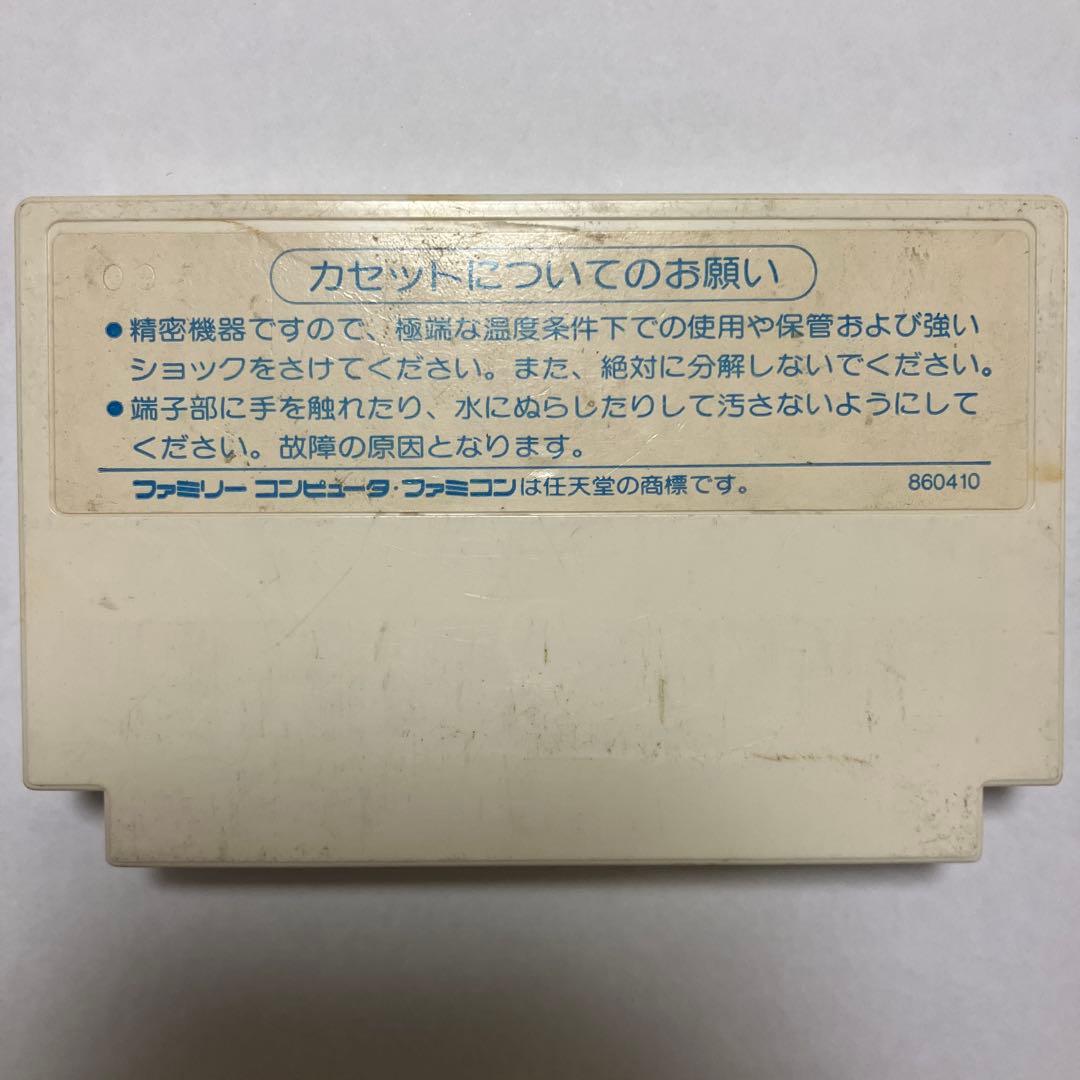 カセットについてのお願い
●精密機器ですので、極端な温度条件下での使用や保管および強い
ショックをさけてください。また、絶対に分解しないでください。
●端子部に手を触れたり、水にぬらしたりして汚さないようにして
ください。故障の原因となります。
ファミリーコンピュータ・ファミコンは任天堂の商標です。 860410